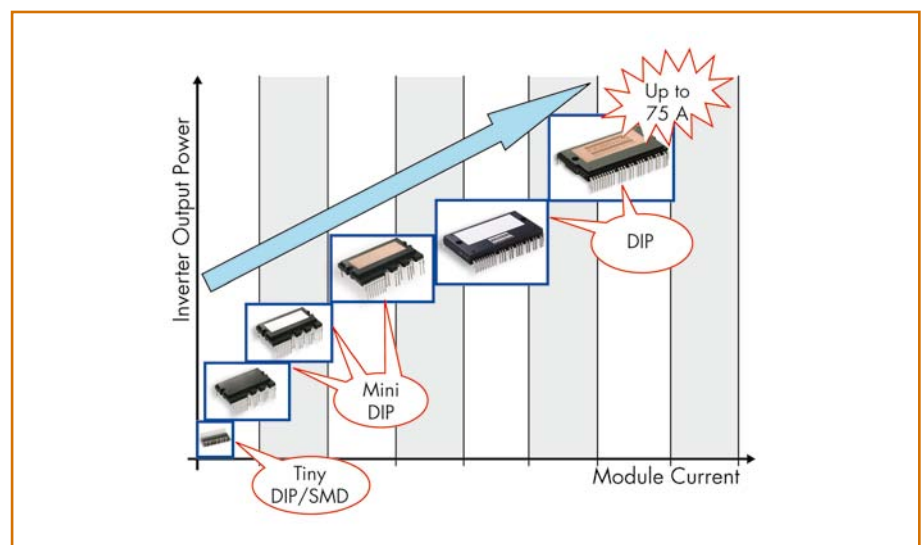 Up to
75 A
DIP
Mini
DIP
Tiny
DIP/SMD
Inverter Output Power
Module Current